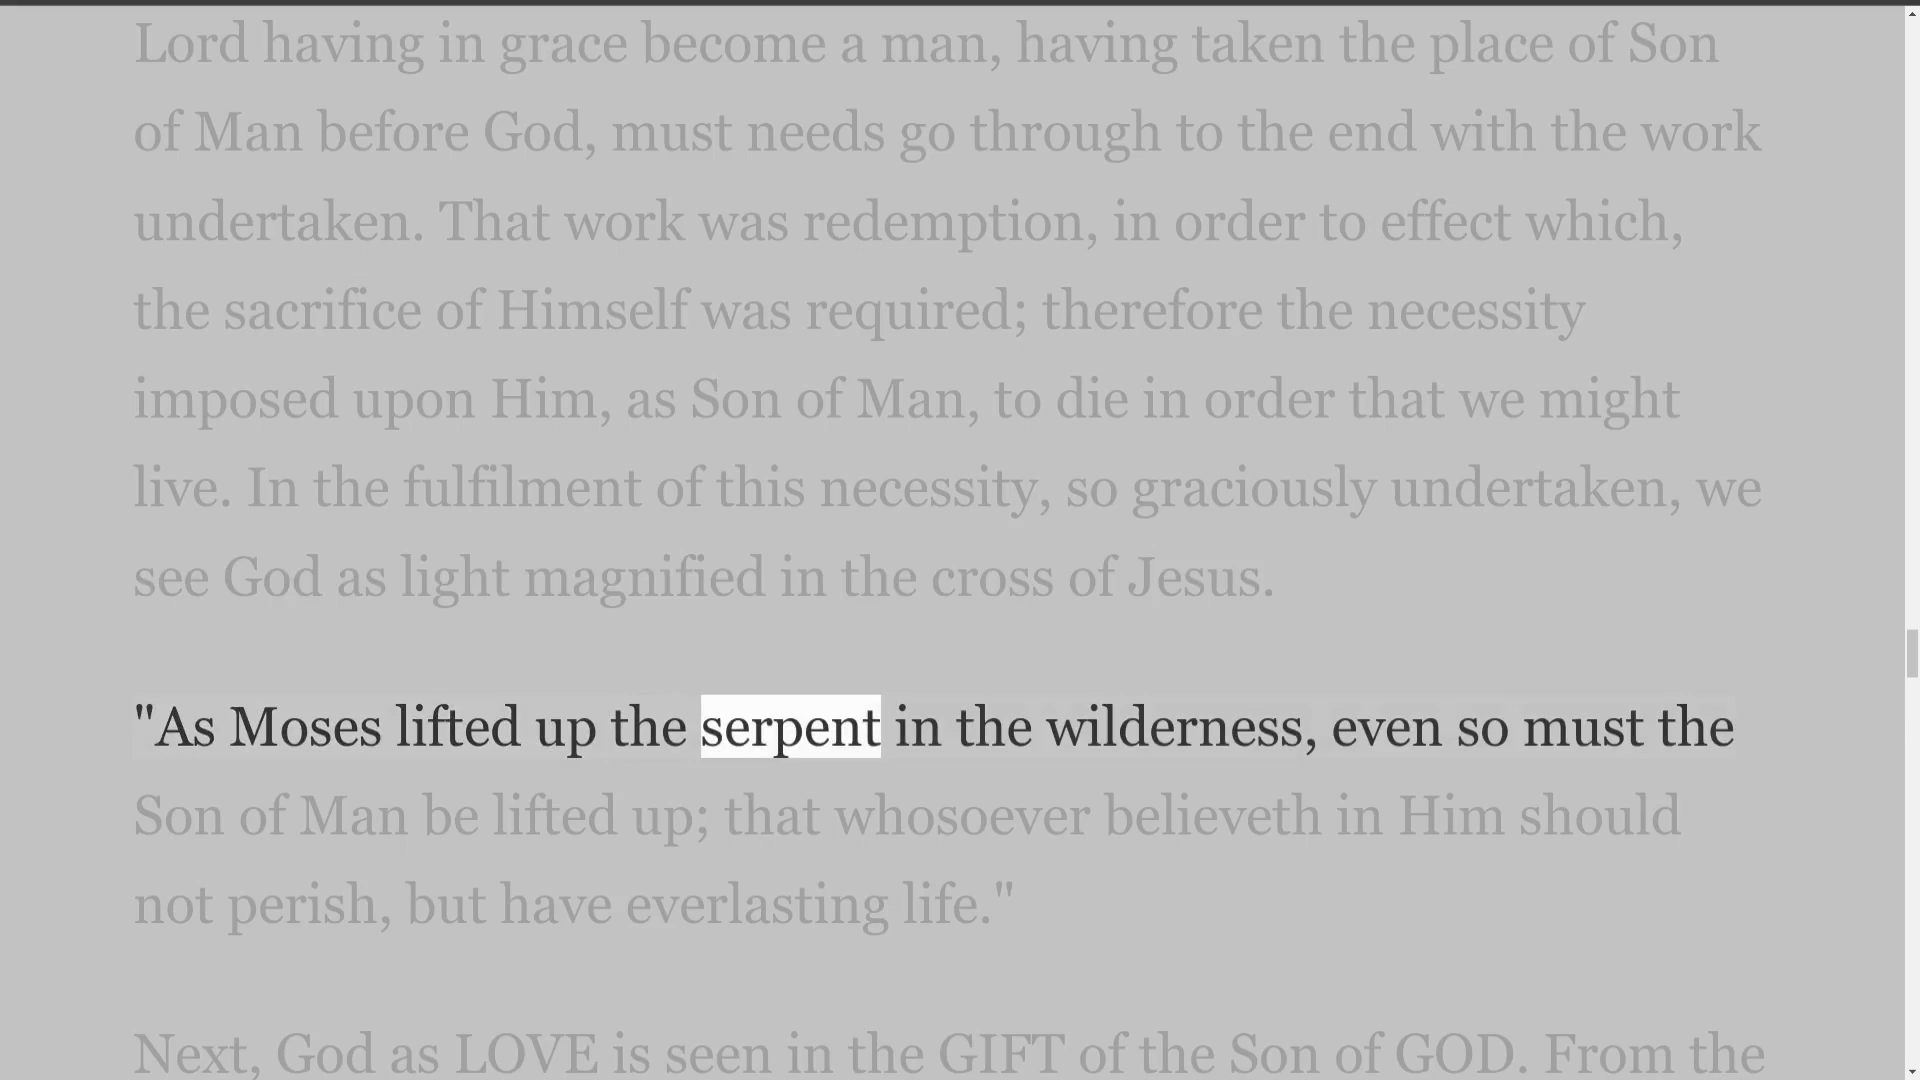 Lord having in grace become a man, having taken the place of Son
of Man before God, must needs go through to the end with the work
undertaken. That work was redemption, in order to effect which,
the sacrifice of Himself was required; therefore the necessity
imposed upon Him, as Son of Man, to die in order that we might
live. In the fulfilment of this necessity, so graciously undertaken, we
see God as light magnified in the cross of Jesus.
"As Moses lifted up the serpent in the wilderness, even so must the
Son of Man be lifted up; that whosoever believeth in Him should
not perish, but have everlasting life."
Next, God as LOVE is seen in the GIFT of the Son of GOD. From the